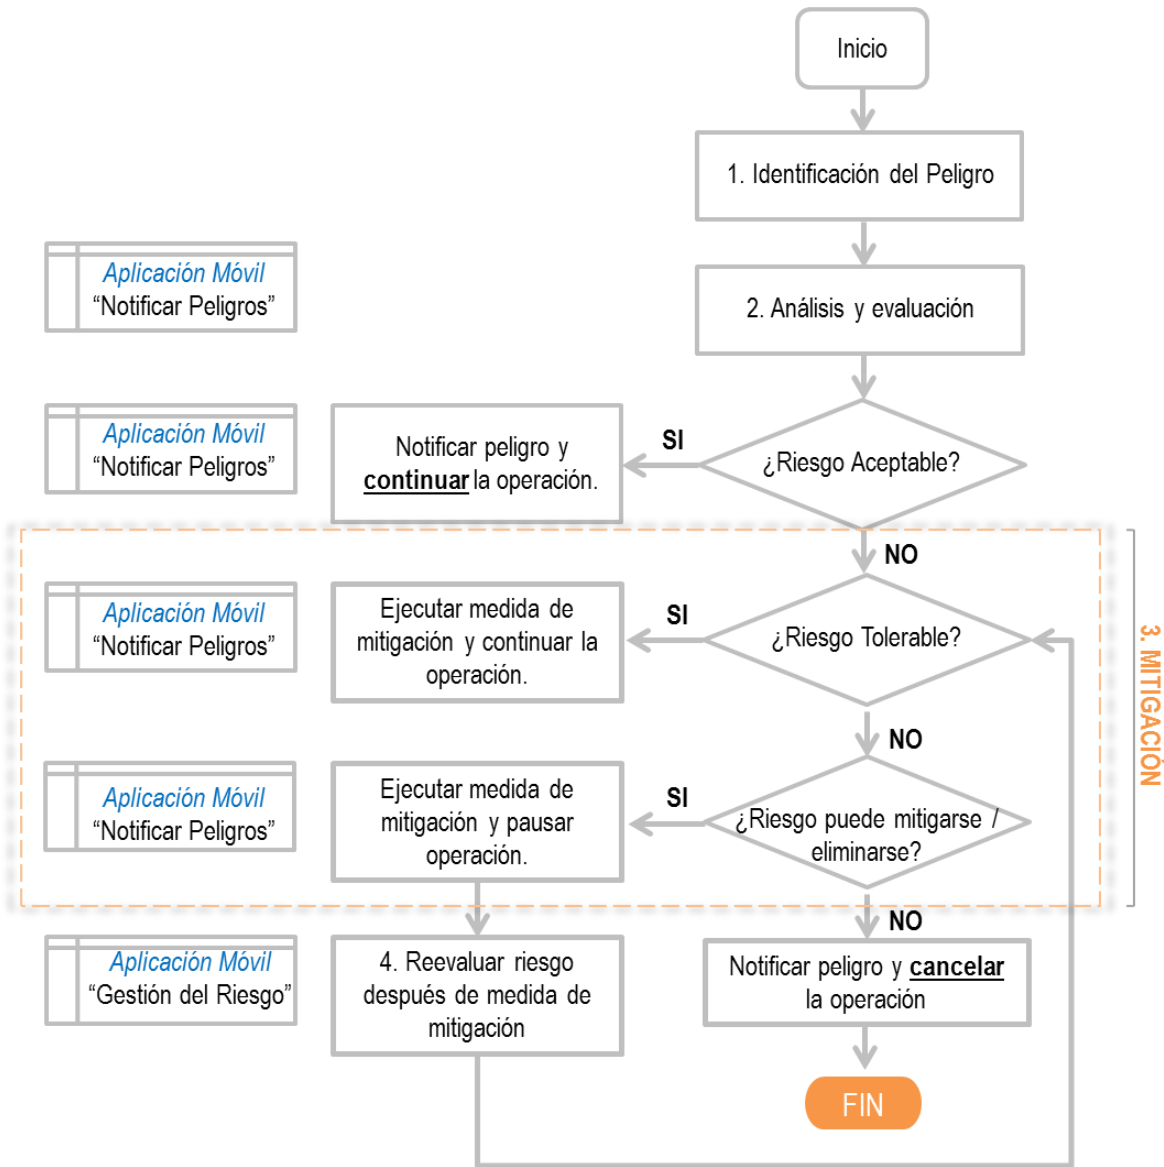 Inicio
1. Identificación del Peligro
Aplicación Móvil
“Notificar Peligros”
2. Análisis y evaluación
Aplicación Móvil
“Notificar Peligros”
Notificar peligro y
continuar la operación.
SI
¿Riesgo Aceptable?
NO
Aplicación Móvil
“Notificar Peligros”
Ejecutar medida de
mitigación y continuar la
operación.
SI
¿Riesgo Tolerable?
3. MITIGACIÓN
NO
Aplicación Móvil
“Notificar Peligros”
Ejecutar medida de
mitigación y pausar
operación.
SI
¿Riesgo puede mitigarse /
eliminarse?
NO
Aplicación Móvil
“Gestión del Riesgo”
4. Reevaluar riesgo
después de medida de
mitigación
Notificar peligro y cancelar
la operación
FIN